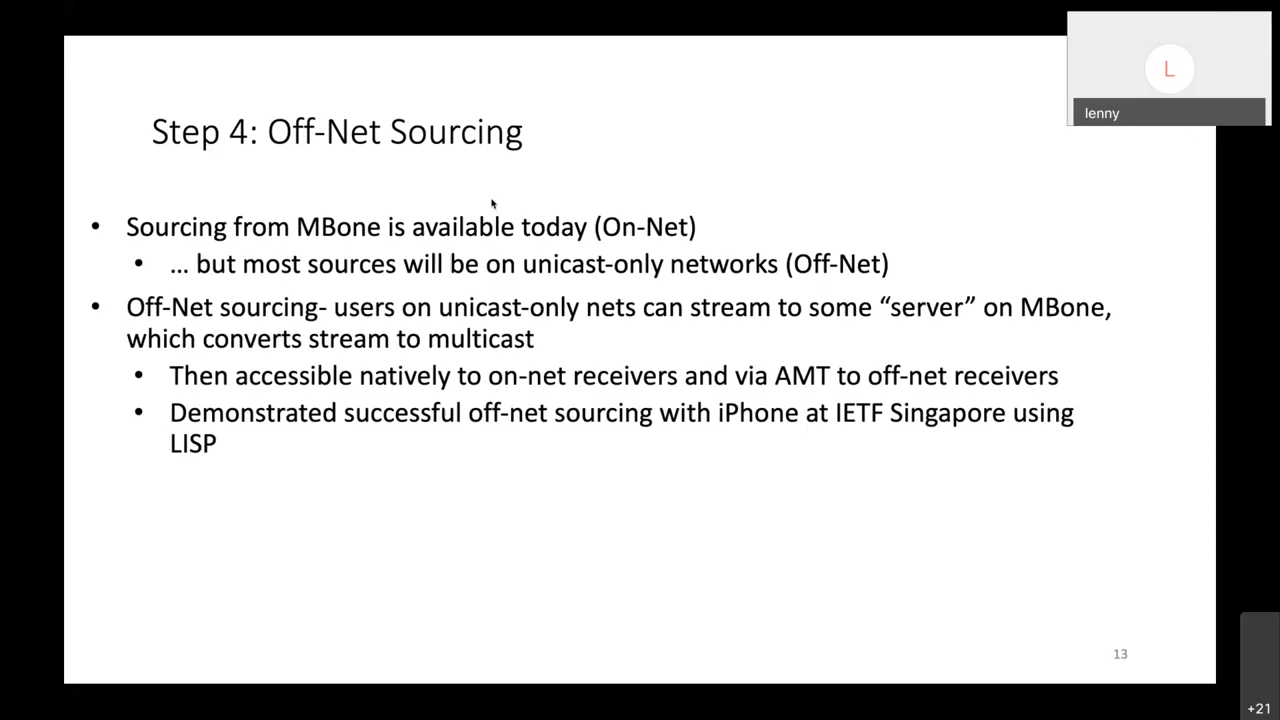 L
lenny
Step 4: Off-Net Sourcing
• Sourcing from MBone is available today (On-Net)
• … but most sources will be on unicast-only networks (Off-Net)
• Off-Net sourcing- users on unicast-only nets can stream to some “server” on MBone,
which converts stream to multicast
• Then accessible natively to on-net receivers and via AMT to off-net receivers
• Demonstrated successful off-net sourcing with iPhone at IETF Singapore using
LISP
13
+21